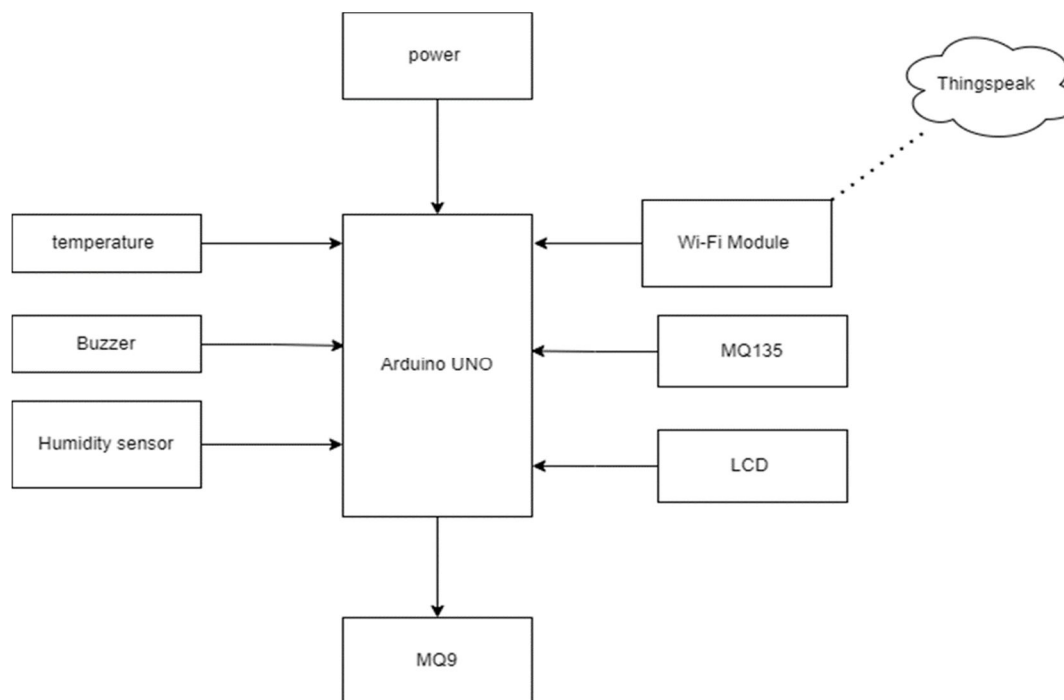 power
Thingspeak
temperature
Wi-Fi Module
Buzzer
Arduino UNO
MQ135
Humidity sensor
LCD
MQ9